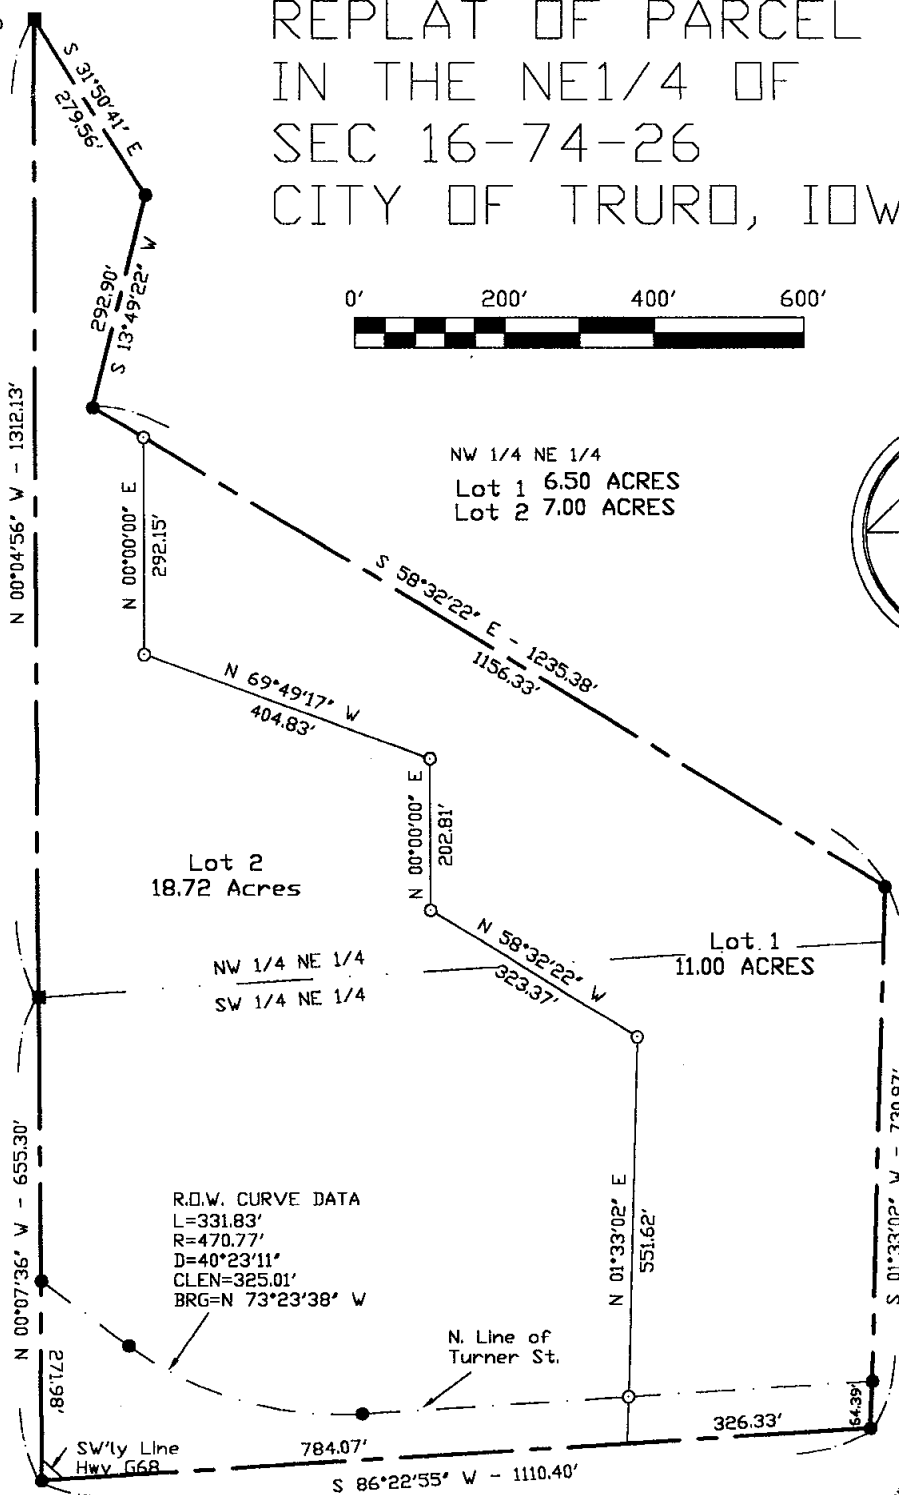 REPLAT OF PARCEL
IN THE NE1/4 OF
SEC 16-74-26
CITY OF TRURO, IOW
S 31°50'41" E
279.56'
292.90'
S 13°49'22" W
0' 200' 400' 600'
N 00°04'56" W - 1312.13'
NW 1/4 NE 1/4
Lot 1 6.50 ACRES
Lot 2 7.00 ACRES
N 00°00'00" E
292.15'
S 58°32'22" E - 1235.38'
1156.33'
N 69°49'17" W
404.83'
N 00°00'00" E
202.81'
Lot 2
18.72 Acres
N 58°32'22" W
323.37'
Lot 1
11.00 ACRES
NW 1/4 NE 1/4
SW 1/4 NE 1/4
N 00°07'36" W - 655.30'
271.98'
R.O.W. CURVE DATA
L=331.83'
R=470.77'
D=40°23'11"
CLEN=325.01'
BRG=N 73°23'38" W
N 01°33'02" E
551.62'
S 01°33'02" W -
N. Line of
Turner St.
64.39'
326.33'
784.07'
SW'ly Line
Hwy G68
S 86°22'55" W - 1110.40'